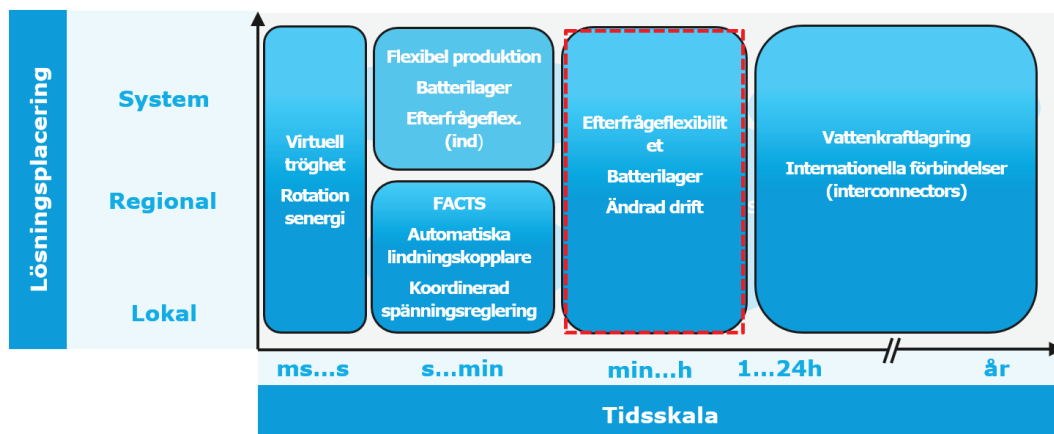 Lösningsplacering
System
Regional
Lokal
Virtuell
tröghet
Rotation
senergi
Flexibel produktion
Batterilager
Efterfrågeflex.
(ind)
FACTS
Automatiska
lindningskopplare
Koordinerad
spänningsreglering
Efterfrågeflexibilit
et
Batterilager
Ändrad drift
Vattenkraftlagring
Internationella förbindelser
(interconnectors)
ms...s
s...min
min...h
1...24h
år
Tidsskala